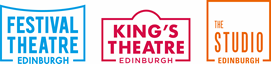 FESTIVAL
THEATRE
EDINBURGH
KING'S
THEATRE
EDINBURGH
THE
STUDIO
EDINBURGH